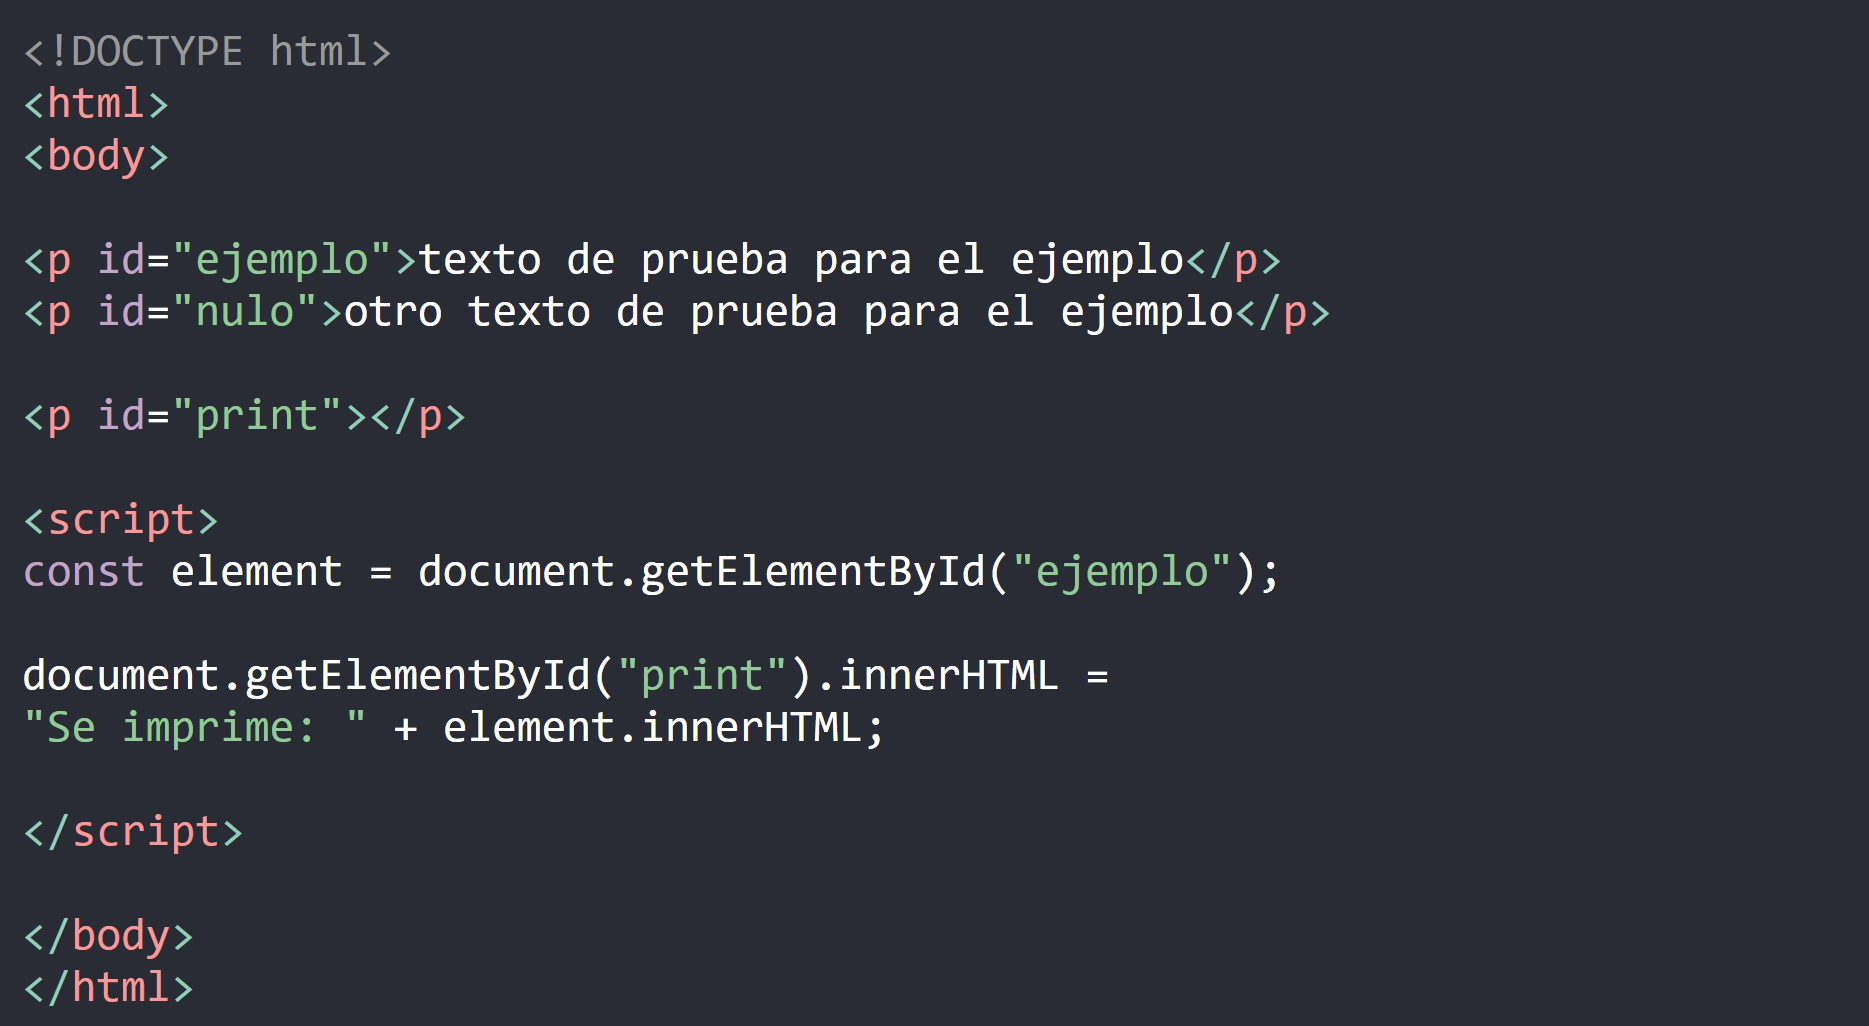 <!DOCTYPE html>
<html>
<body>
<p id="ejemplo">texto de prueba para el ejemplo</p>
<p id="nulo">otro texto de prueba para el ejemplo</p>
<p id="print"></p>
<script>
const element = document.getElementById("ejemplo");
document.getElementById("print").innerHTML =
"Se imprime: " + element.innerHTML;
</script>
</body>
</html>